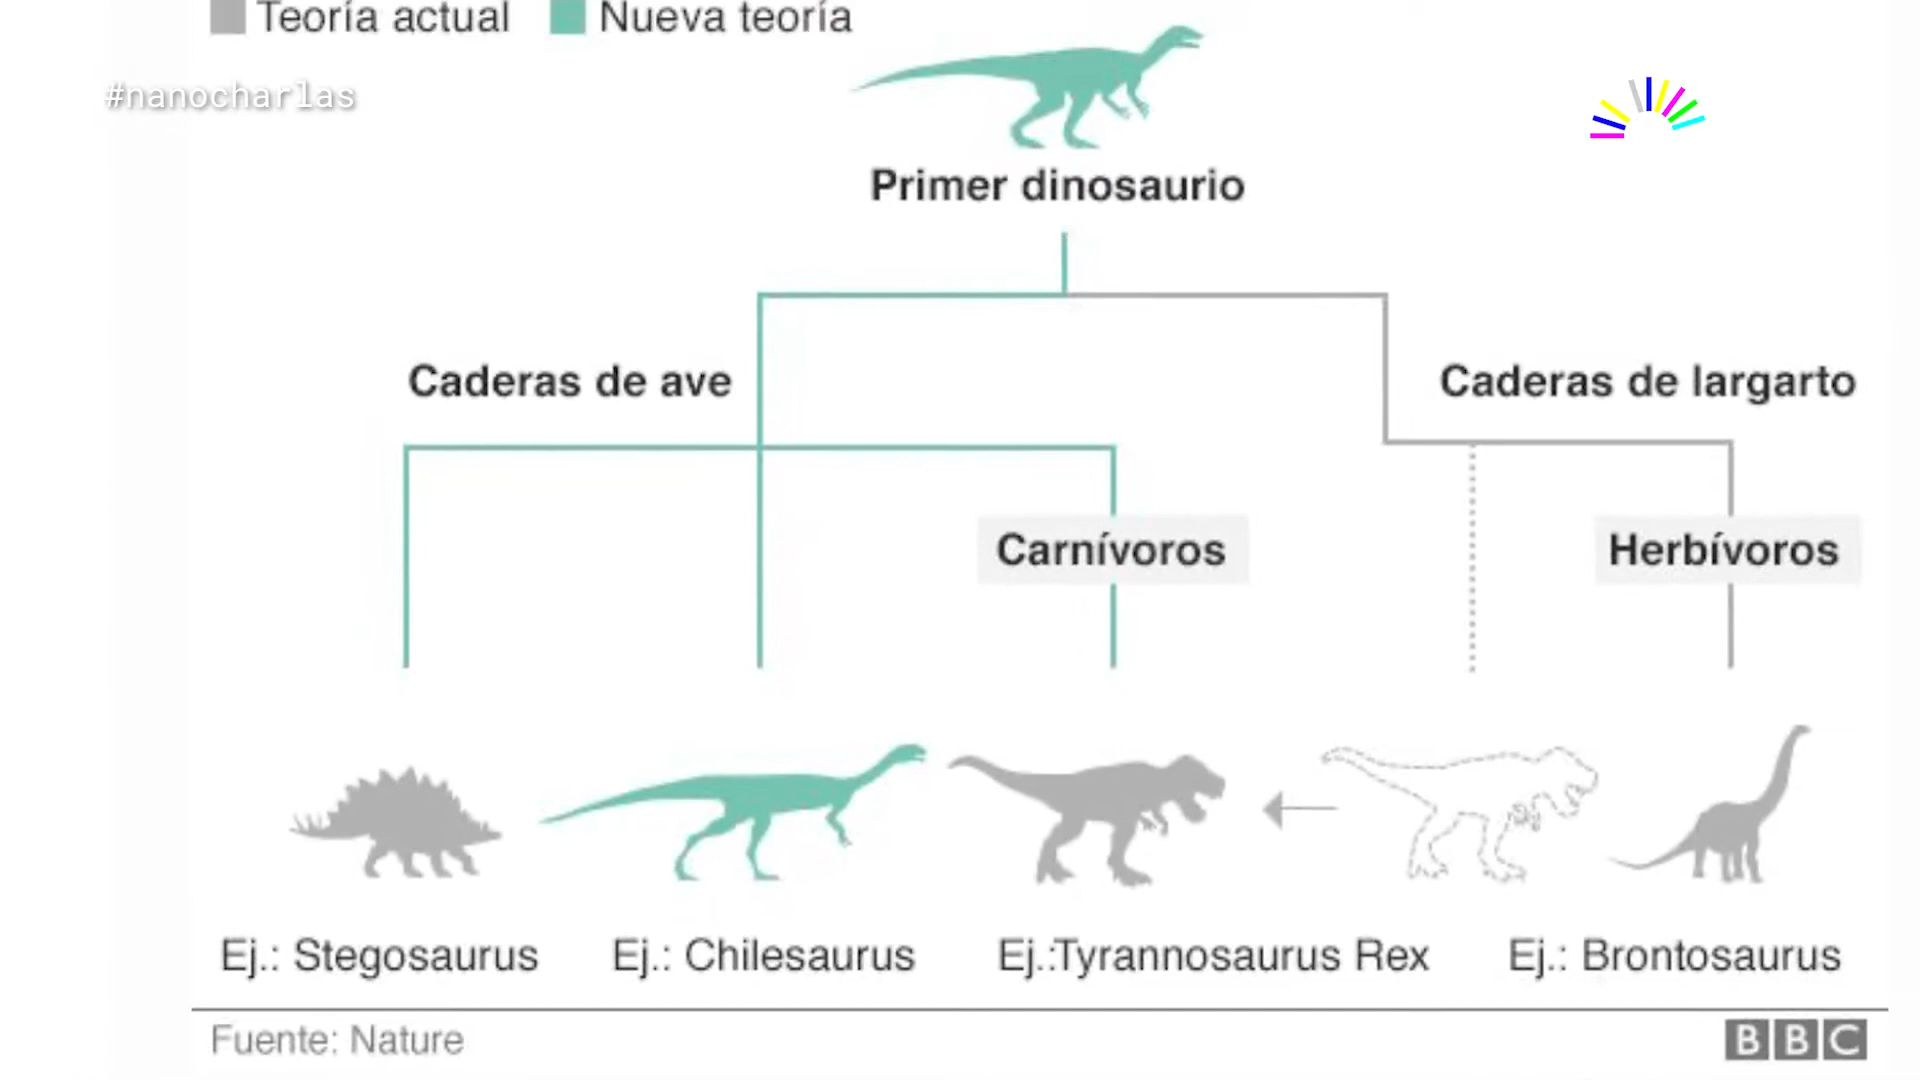 Teoría actual
Nueva teoría
#nanocharlas
Primer dinosaurio
Caderas de ave
Caderas de largarto
Carnívoros
Herbívoros
Ej.: Stegosaurus
Ej.: Chilesaurus
Ej.:Tyrannosaurus Rex
Ej.: Brontosaurus
Fuente: Nature
BBC